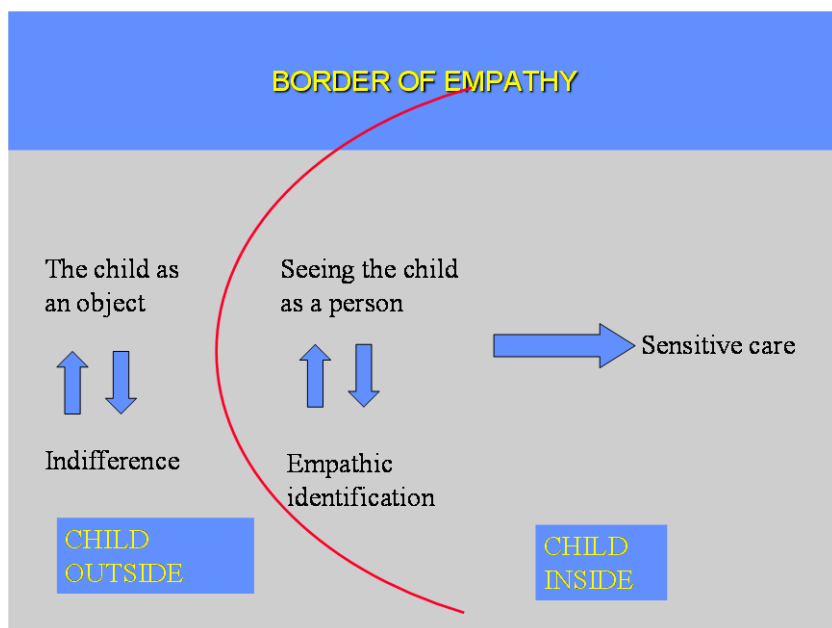 BORDER OF EMPATHY
The child as
an object
Seeing the child
as a person
Sensitive care
Indifference
Empathic
identification
CHILD
OUTSIDE
CHILD
INSIDE